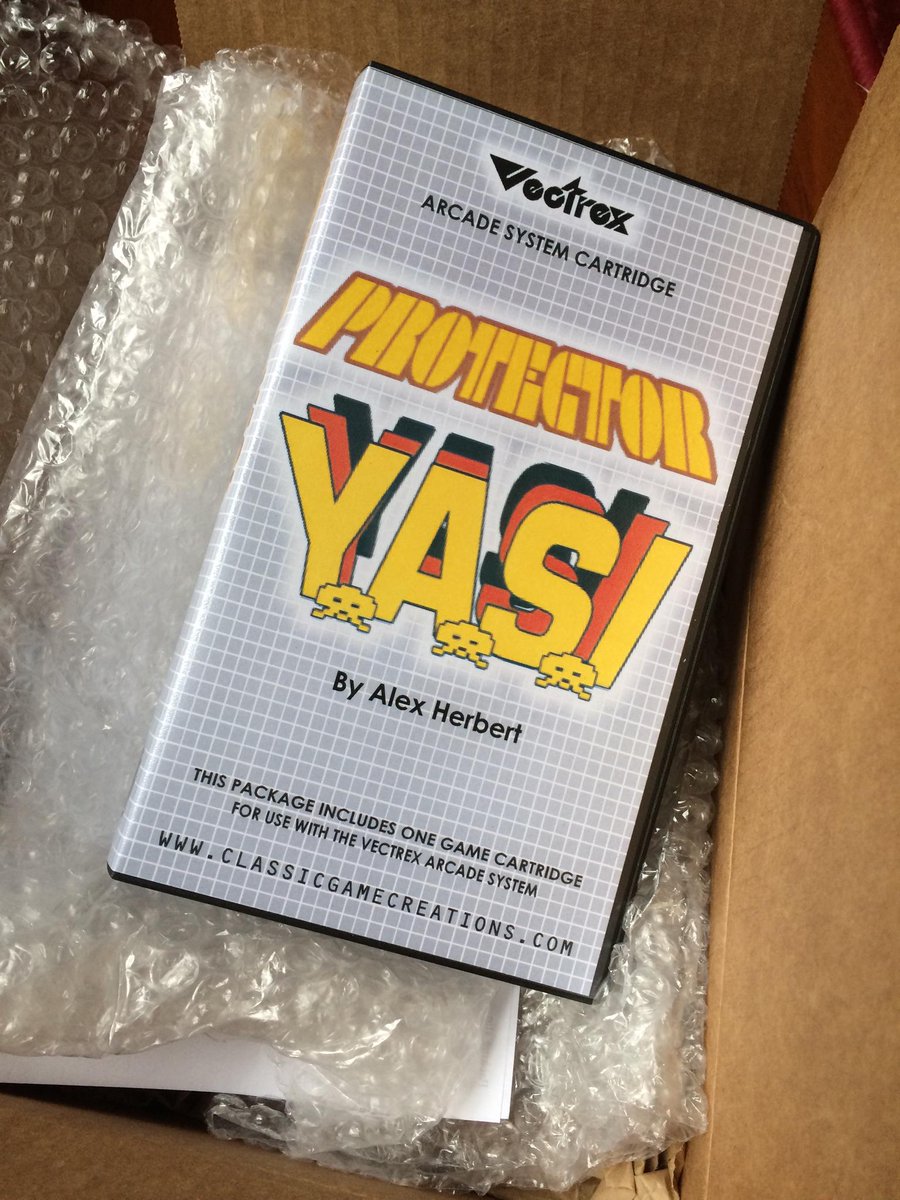 Vectrex
ARCADE SYSTEM CARTRIDGE
PROTECTOR
Y.A.S.I
By Alex Herbert
THIS PACKAGE INCLUDES ONE GAME CARTRIDGE
FOR USE WITH THE VECTREX ARCADE SYSTEM
WWW.CLASSICGAMECREATIONS.COM